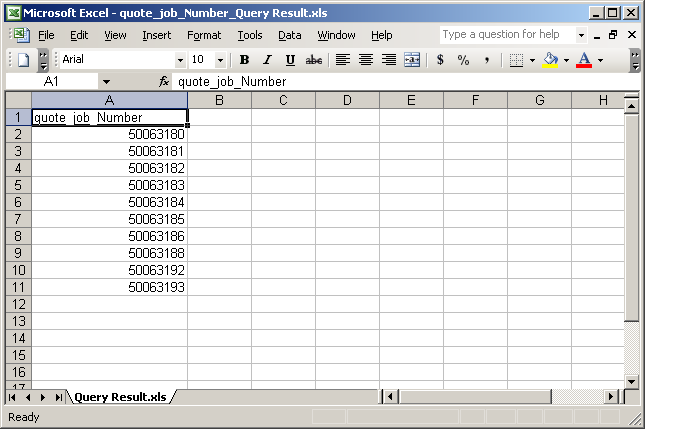 Microsoft Excel - quote_job_Number_Query Result.xls
File Edit View Insert Format Tools Data Window Help Type a question for help
Arial 10 B I U abc $ % , A
A1 fx quote_job_Number
A B C D E F G H
1 quote_job_Number
2 50063180
3 50063181
4 50063182
5 50063183
6 50063184
7 50063185
8 50063186
9 50063188
10 50063192
11 50063193
12
13
14
15
16
17
Query Result.xls
Ready